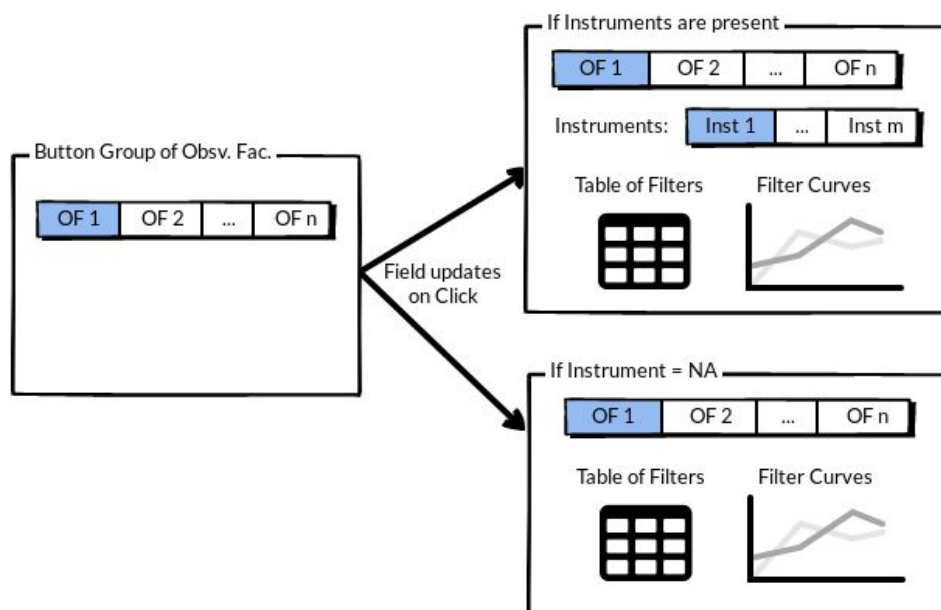 Button Group of Obsv. Fac.
OF 1 OF 2 ... OF n
Field updates
on Click
If Instruments are present
OF 1 OF 2 ... OF n
Instruments: Inst 1 ... Inst m
Table of Filters Filter Curves
If Instrument = NA
OF 1 OF 2 ... OF n
Table of Filters Filter Curves